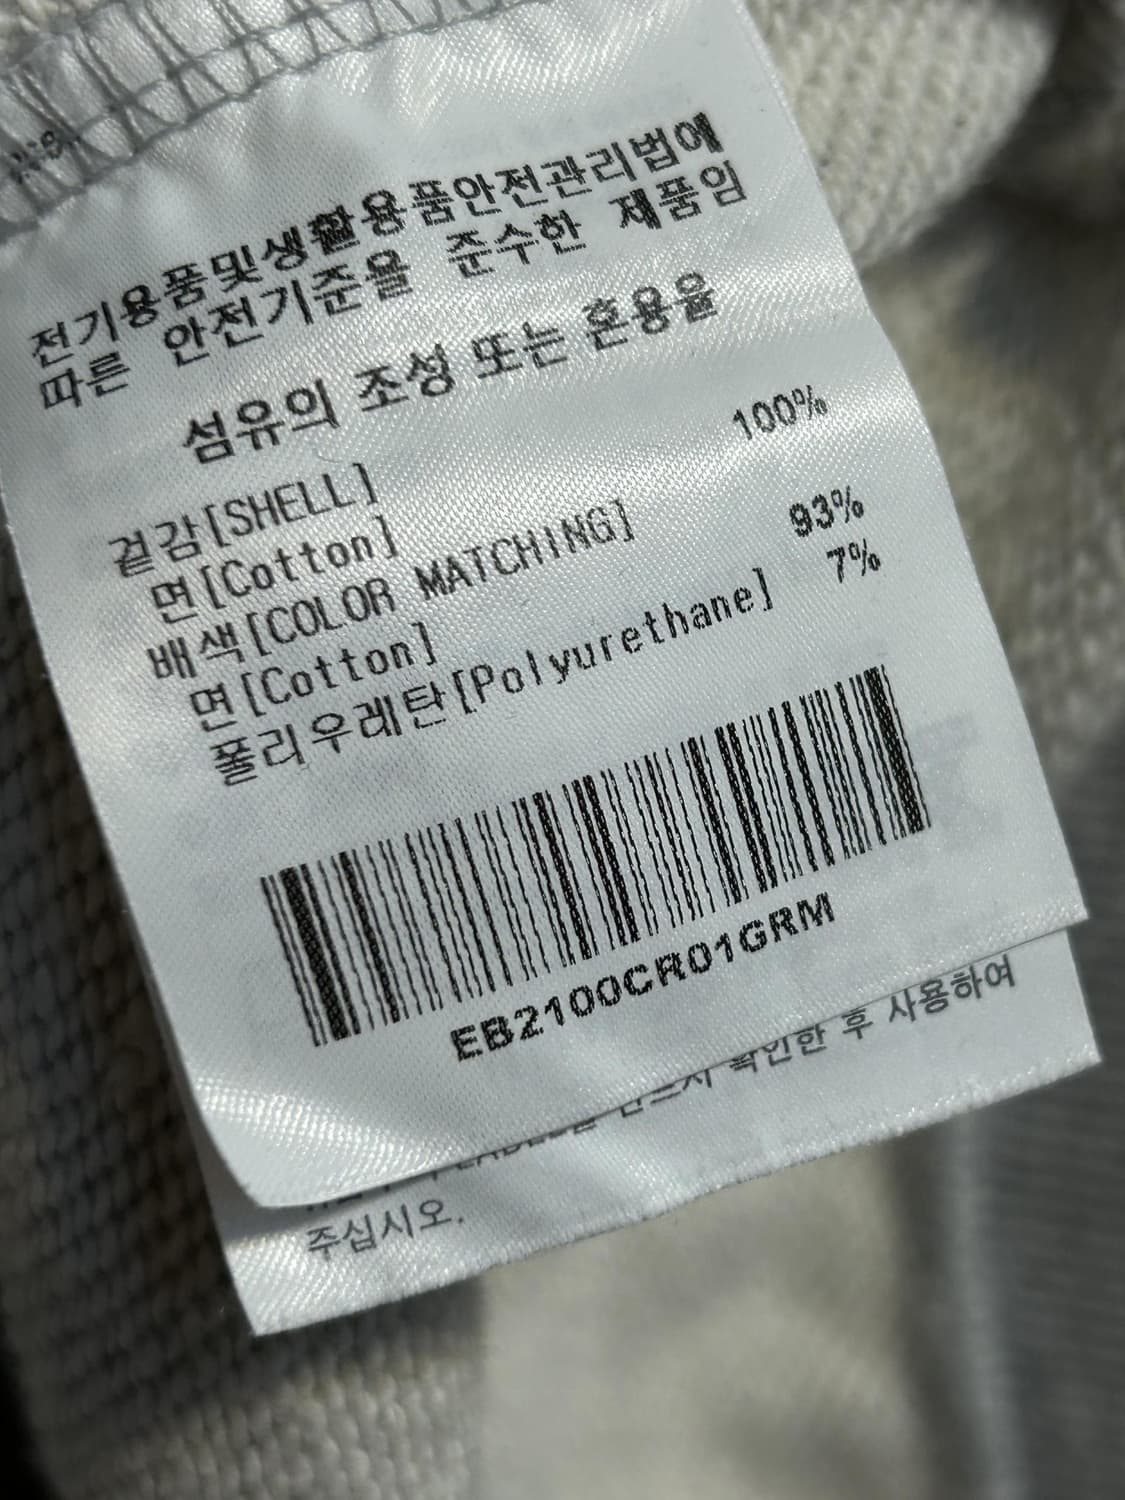 전기용품및생활용품안전관리법에
따른 안전기준을 준수한 제품임
섬유의 조성 또는 혼용율
겉감[SHELL]
면[Cotton] 100%
배색[COLOR MATCHING]
면[Cotton] 93%
폴리우레탄[Polyurethane] 7%
EB2100CR01GRM
확인한 후 사용하여
주십시오.